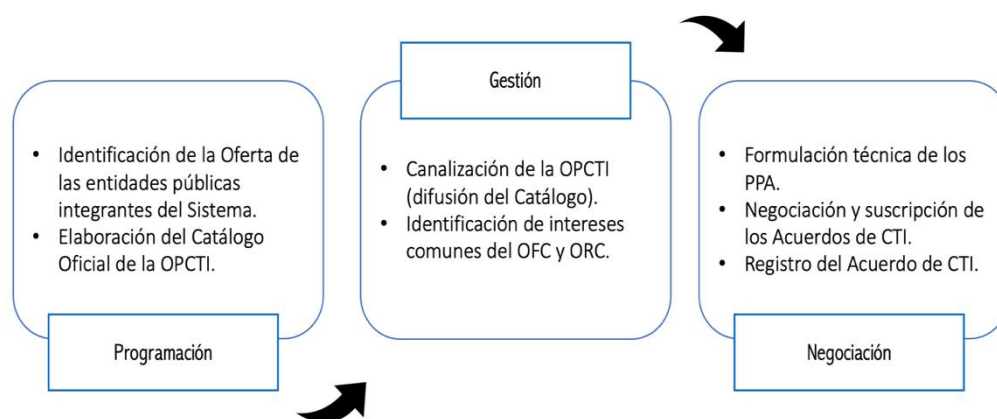 • Identificación de la Oferta de
las entidades públicas
integrantes del Sistema.
• Elaboración del Catálogo
Oficial de la OPCTI.
Programación
Gestión
• Canalización de la OPCTI
(difusión del Catálogo).
• Identificación de intereses
comunes del OFC y ORC.
• Formulación técnica de los
PPA.
• Negociación y suscripción de
los Acuerdos de CTI.
• Registro del Acuerdo de CTI.
Negociación